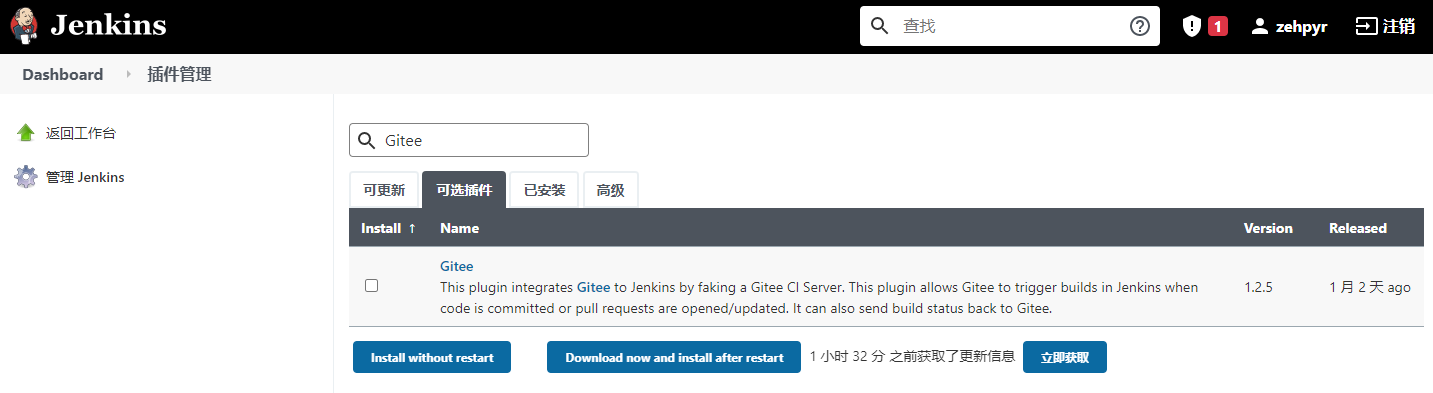 Jenkins
查找
1
zehpyr
注销
Dashboard
插件管理
返回工作台
管理 Jenkins
Gitee
可更新
可选插件
已安装
高级
Install ↑
Name
Version
Released
Gitee
This plugin integrates Gitee to Jenkins by faking a Gitee CI Server. This plugin allows Gitee to trigger builds in Jenkins when
code is committed or pull requests are opened/updated. It can also send build status back to Gitee.
1.2.5
1 月 2 天 ago
Install without restart
Download now and install after restart
1 小时 32 分 之前获取了更新信息
立即获取